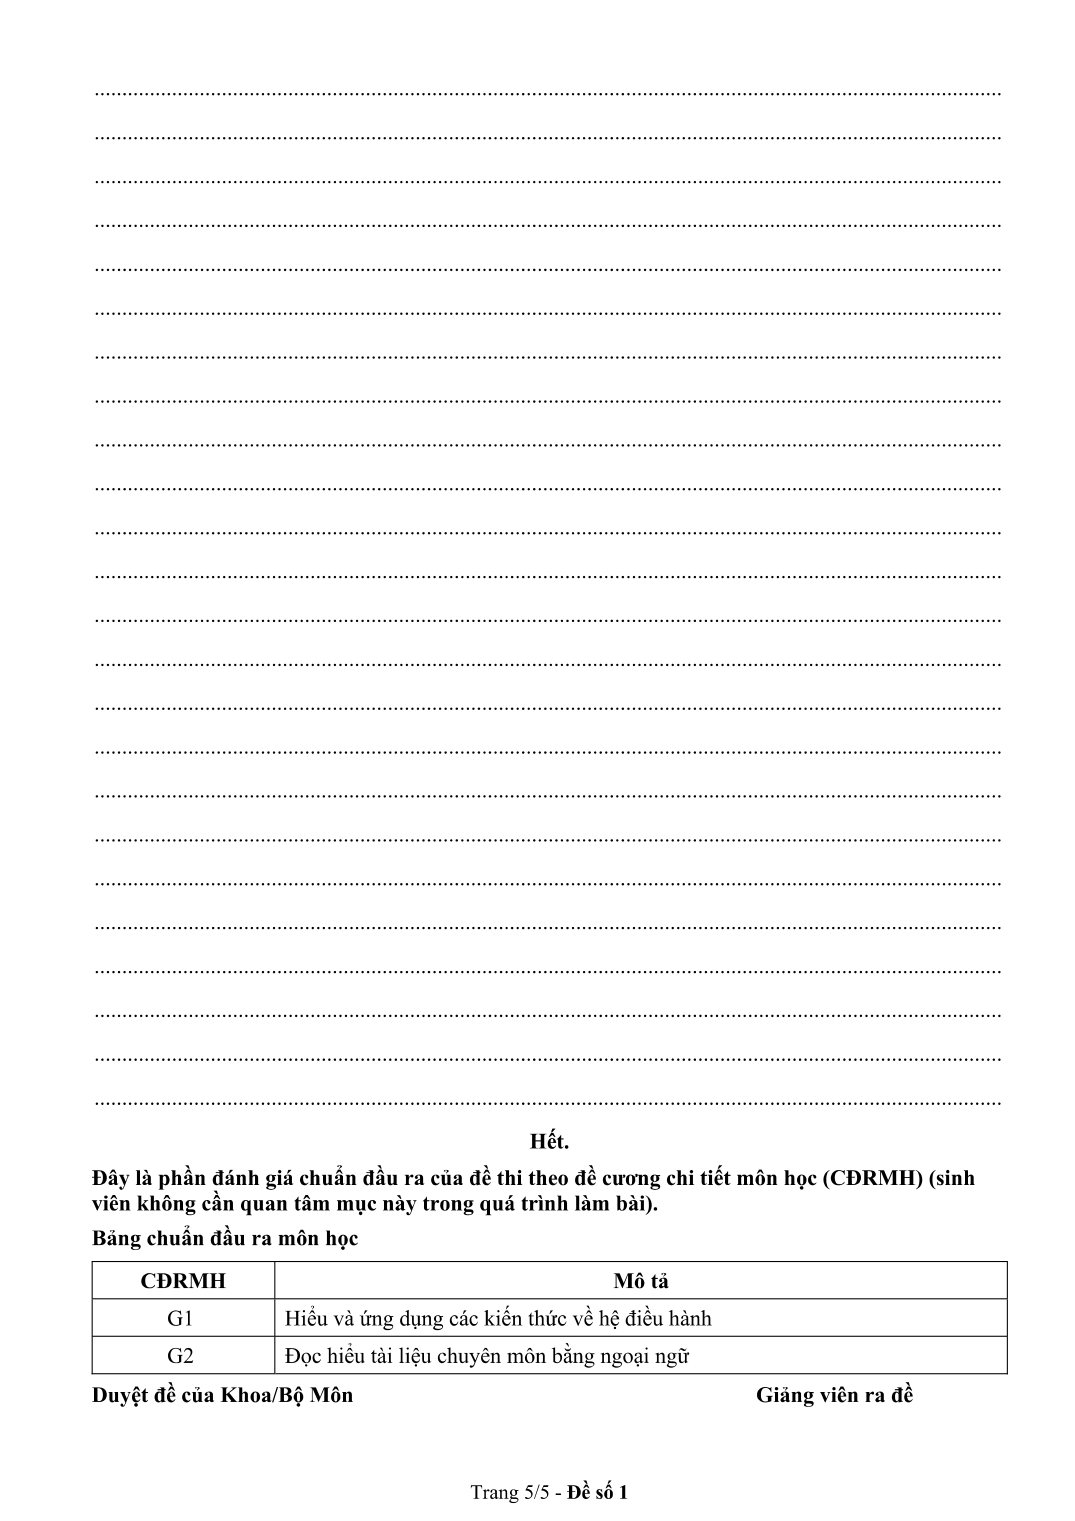 Hết.
Đây là phần đánh giá chuẩn đầu ra của đề thi theo đề cương chi tiết môn học (CĐRMH) (sinh
viên không cần quan tâm mục này trong quá trình làm bài).
Bảng chuẩn đầu ra môn học
CĐRMH Mô tả
G1 Hiểu và ứng dụng các kiến thức về hệ điều hành
G2 Đọc hiểu tài liệu chuyên môn bằng ngoại ngữ
Duyệt đề của Khoa/Bộ Môn Giảng viên ra đề
Trang 5/5 - Đề số 1